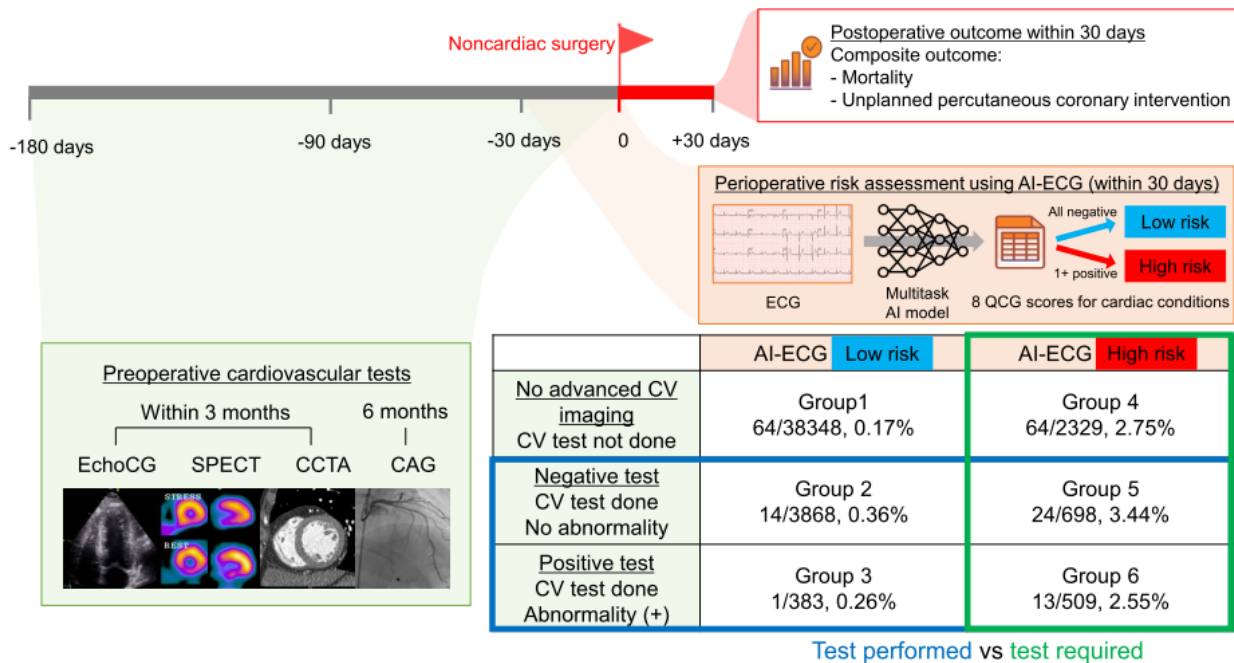 Noncardiac surgery
-180 days
-90 days
-30 days
0
+30 days
Postoperative outcome within 30 days
Composite outcome:
- Mortality
- Unplanned percutaneous coronary intervention
Perioperative risk assessment using AI-ECG (within 30 days)
All negative
Low risk
1+ positive
High risk
ECG
Multitask
AI model
8 QCG scores for cardiac conditions
Preoperative cardiovascular tests
Within 3 months
6 months
EchoCG
SPECT
CCTA
CAG
STRESS
REST
AI-ECG Low risk
AI-ECG High risk
No advanced CV
imaging
CV test not done
Group1
64/38348, 0.17%
Group 4
64/2329, 2.75%
Negative test
CV test done
No abnormality
Group 2
14/3868, 0.36%
Group 5
24/698, 3.44%
Positive test
CV test done
Abnormality (+)
Group 3
1/383, 0.26%
Group 6
13/509, 2.55%
Test performed vs test required